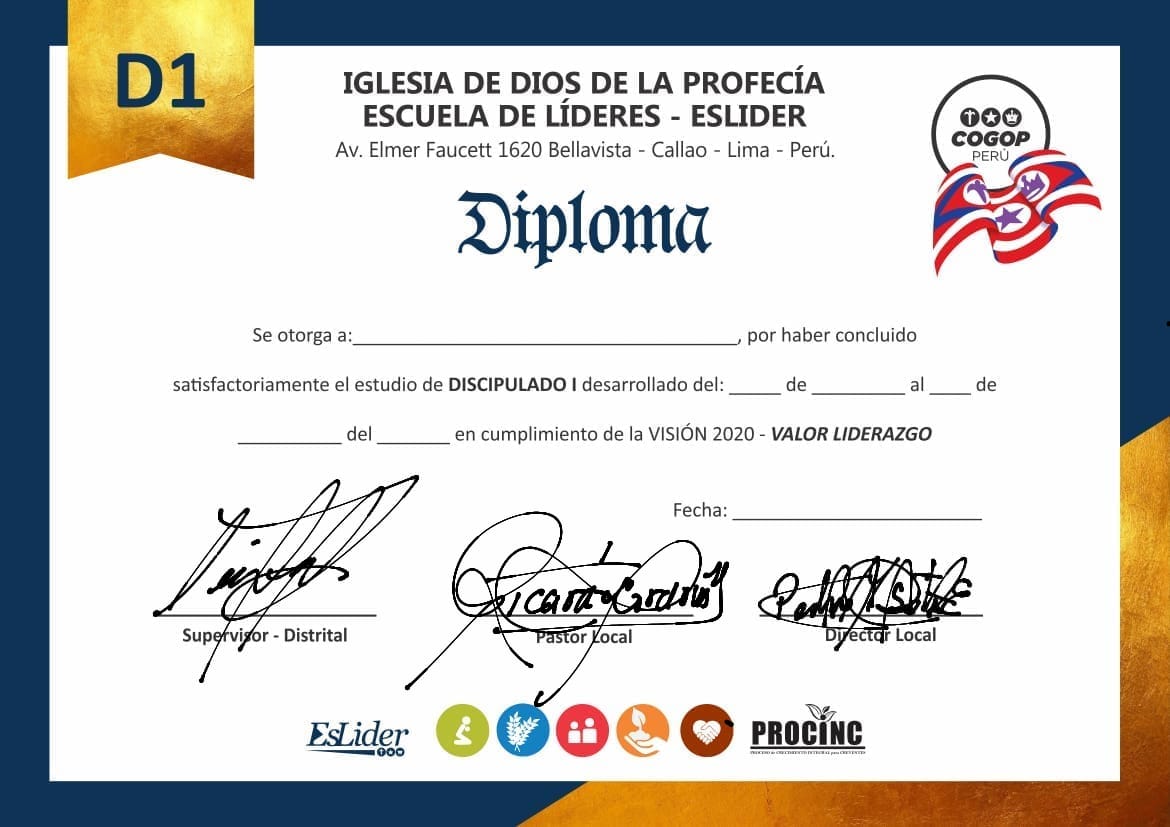 D1
IGLESIA DE DIOS DE LA PROFECÍA
ESCUELA DE LÍDERES - ESLIDER
Av. Elmer Faucett 1620 Bellavista - Callao - Lima - Perú.
COGOP
PERÙ
Diploma
Se otorga a:____________________________________, por haber concluido
satisfactoriamente el estudio de DISCIPULADO I desarrollado del: _____ de _________ al ____ de
__________ del _______ en cumplimiento de la VISIÓN 2020 - VALOR LIDERAZGO
Fecha: ________________________
Supervisor - Distrital
Pastor Local
Director Local
EsLider
PROCINC
PROCESO de CRECIMIENTO INTEGRAL para CREYENTES